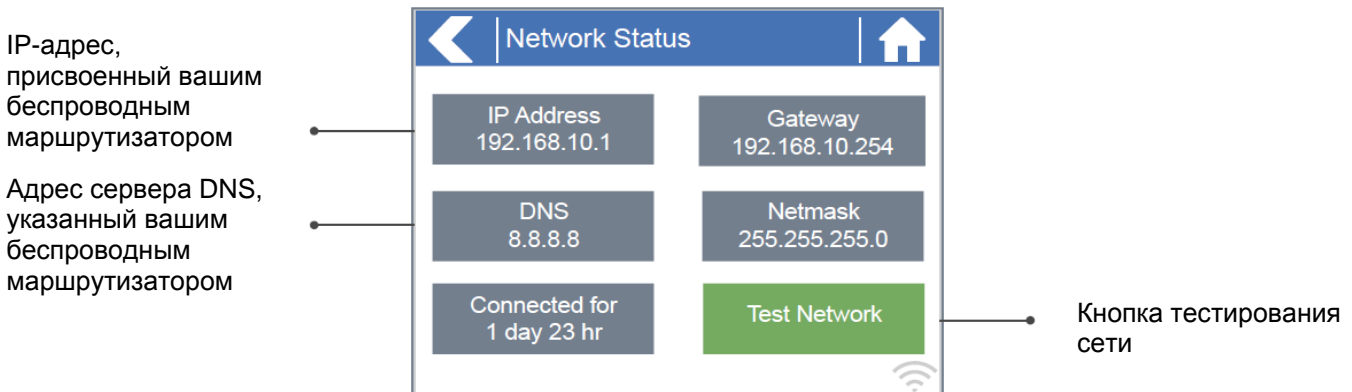 IP-адрес,
присвоенный вашим
беспроводным
маршрутизатором
Адрес сервера DNS,
указанный вашим
беспроводным
маршрутизатором
Network Status
IP Address
192.168.10.1
Gateway
192.168.10.254
DNS
8.8.8.8
Netmask
255.255.255.0
Connected for
1 day 23 hr
Test Network
Кнопка тестирования
сети